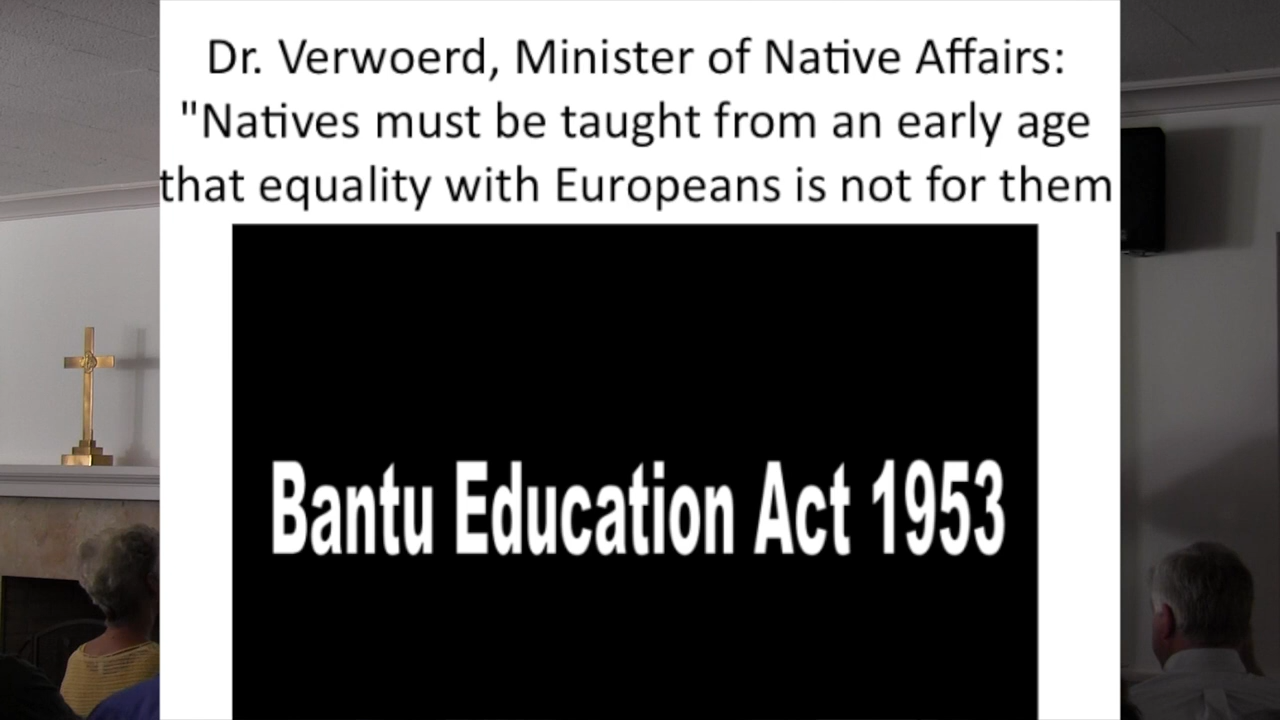 Dr. Verwoerd, Minister of Native Affairs:
"Natives must be taught from an early age
that equality with Europeans is not for them
Bantu Education Act 1953